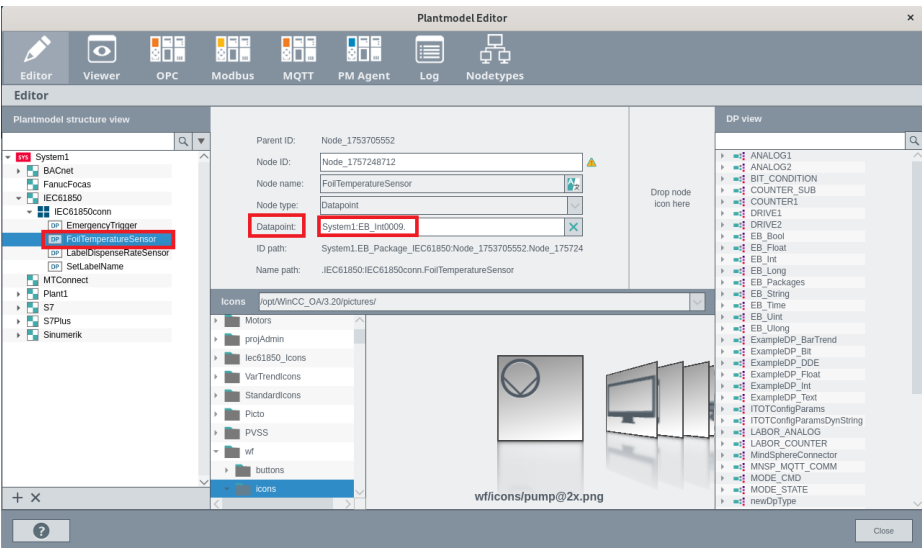 Plantmodel Editor
×
Editor Viewer OPC Modbus MQTT PM Agent Log Nodetypes
Editor
Plantmodel structure view
SYS System1
BACnet
FanucFocas
IEC61850
IEC61850conn
DP EmergencyTrigger
DP FoilTemperatureSensor
DP LabelDispenseRateSensor
DP SetLabelName
MTConnect
Plant1
S7
S7Plus
Sinumerik
+ ×
Parent ID: Node_1753705552
Node ID: Node_1757248712
Node name: FoilTemperatureSensor
Node type: Datapoint
Datapoint: System1:EB_Int0009.
ID path: System1.EB_Package_IEC61850:Node_1753705552.Node_175724
Name path: .IEC61850:IEC61850conn.FoilTemperatureSensor
Drop node
icon here
Icons /opt/WinCC_OA/3.20/pictures/
Motors
projAdmin
Iec61850_Icons
VarTrendIcons
StandardIcons
Picto
PVSS
wf
buttons
icons
wf/icons/pump@2x.png
DP view
ANALOG1
ANALOG2
BIT_CONDITION
COUNTER_SUB
COUNTER1
DRIVE1
DRIVE2
EB_Bool
EB_Float
EB_Int
EB_Long
EB_Packages
EB_String
EB_Time
EB_Uint
EB_Ulong
ExampleDP_BarTrend
ExampleDP_Bit
ExampleDP_DDE
ExampleDP_Float
ExampleDP_Int
ExampleDP_Text
ITOTConfigParams
ITOTConfigParamsDynString
LABOR_ANALOG
LABOR_COUNTER
MindSphereConnector
MNSP_MQTT_COMM
MODE_CMD
MODE_STATE
newDpType
?
Close